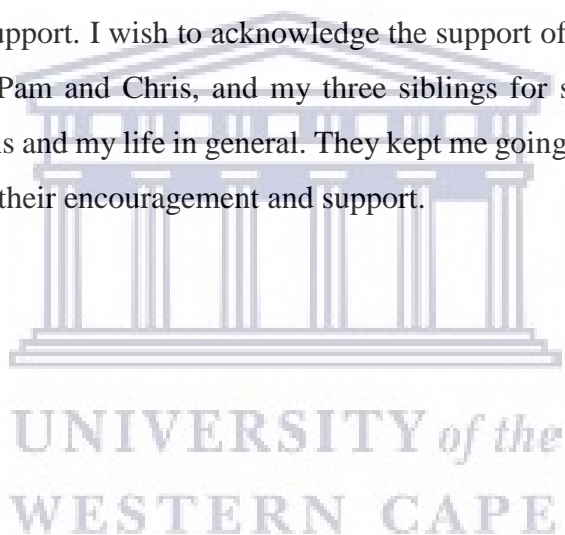 upport. I wish to acknowledge the support of
Pam and Chris, and my three siblings for s
s and my life in general. They kept me going
their encouragement and support.
UNIVERSITY of the
WESTERN CAPE